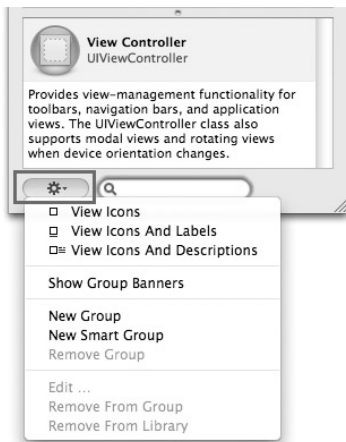 View Controller
UIViewController
Provides view-management functionality for
toolbars, navigation bars, and application
views. The UIViewController class also
supports modal views and rotating views
when device orientation changes.
View Icons
View Icons And Labels
View Icons And Descriptions
Show Group Banners
New Group
New Smart Group
Remove Group
Edit ...
Remove From Group
Remove From Library